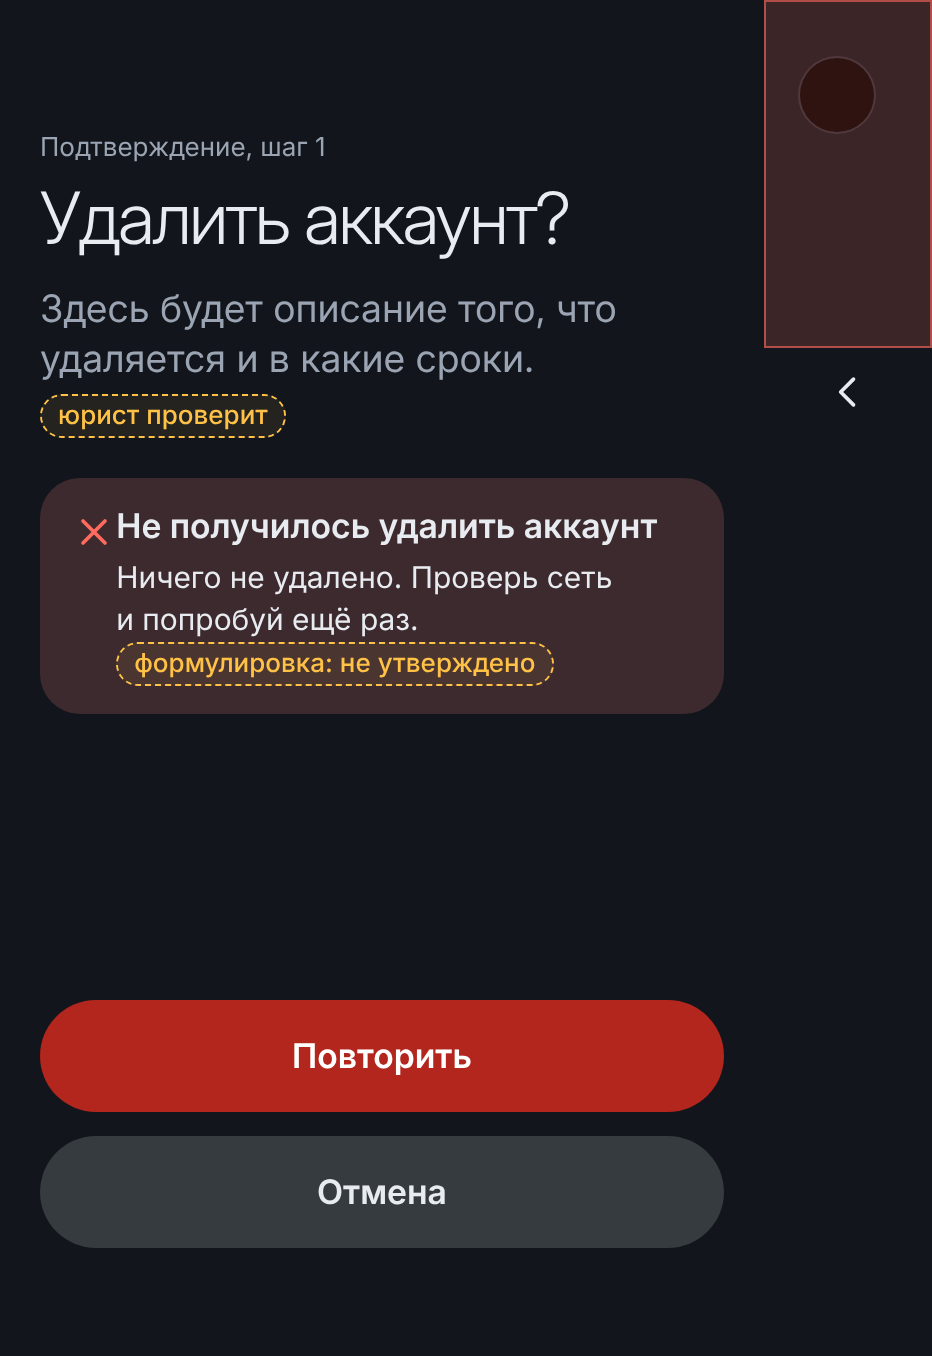 Подтверждение, шаг 1
Удалить аккаунт?
Здесь будет описание того, что
удаляется и в какие сроки.
юрист проверит
Не получилось удалить аккаунт
Ничего не удалено. Проверь сеть
и попробуй ещё раз.
формулировка: не утверждено
Повторить
Отмена